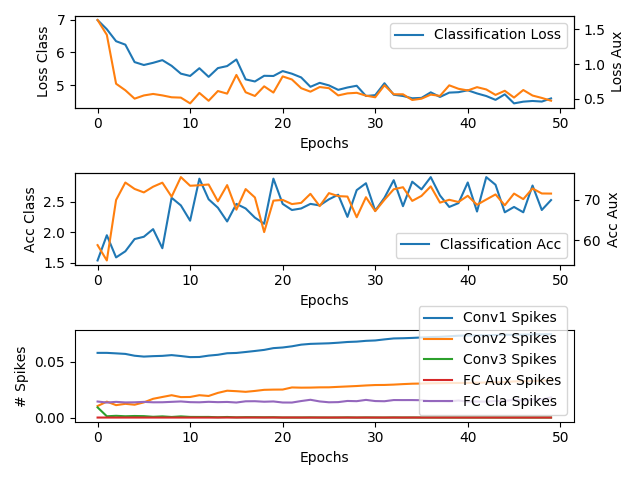 7
6
5
Loss Class
Classification Loss
1.5
1.0
0.5
Loss Aux
0 10 20 30 40 50
Epochs
2.5
2.0
1.5
Acc Class
Classification Acc
70
60
Acc Aux
0 10 20 30 40 50
Epochs
0.05
0.00
# Spikes
Conv1 Spikes
Conv2 Spikes
Conv3 Spikes
FC Aux Spikes
FC Cla Spikes
0 10 20 30 40 50
Epochs